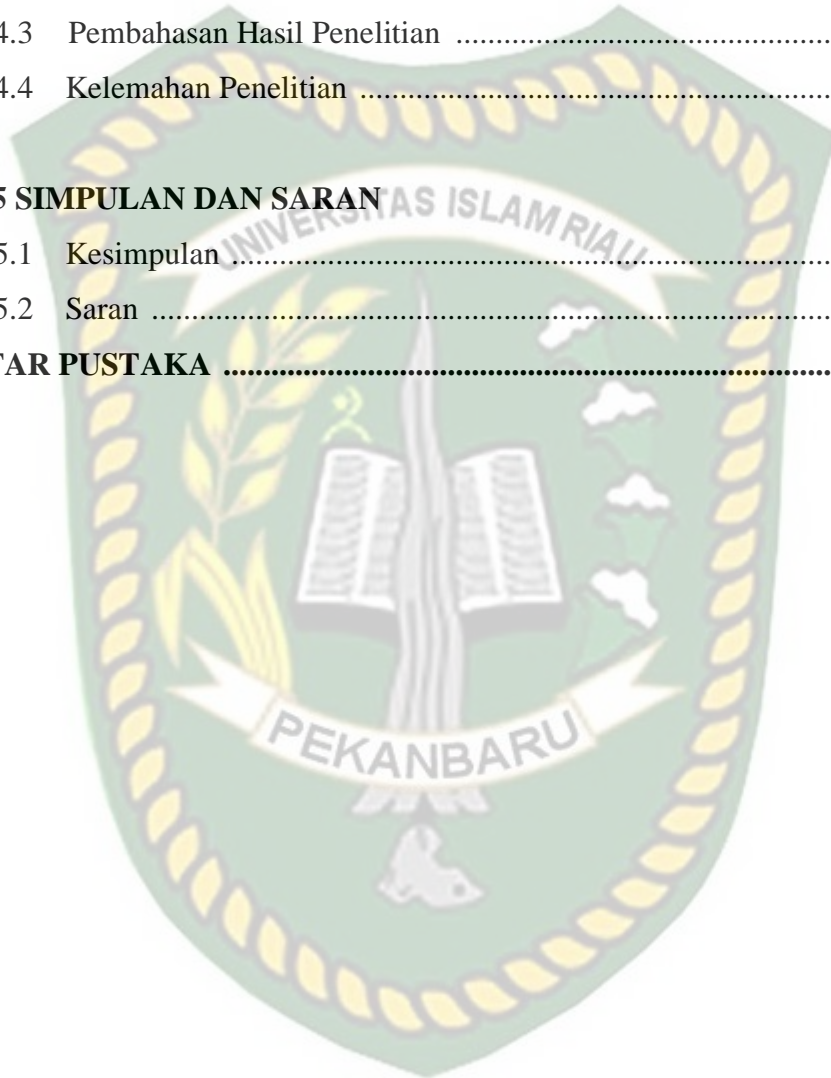 4.3 Pembahasan Hasil Penelitian ..........................................................
4.4 Kelemahan Penelitian ..........................................................
5 SIMPULAN DAN SARAN
UNIVERSITAS ISLAM RIAU
5.1 Kesimpulan ..........................................................
5.2 Saran ..........................................................
TAR PUSTAKA ..........................................................
PEKANBARU